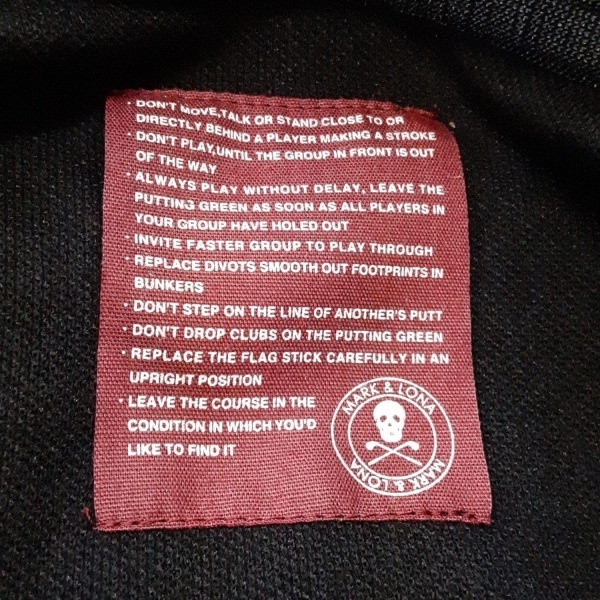 · DON'T MOVE,TALK OR STAND CLOSE TO OR
DIRECTLY BEHIND A PLAYER MAKING A STROKE
· DON'T PLAY,UNTIL THE GROUP IN FRONT IS OUT
OF THE WAY
· ALWAYS PLAY WITHOUT DELAY, LEAVE THE
PUTTING GREEN AS SOON AS ALL PLAYERS IN
YOUR GROUP HAVE HOLED OUT
· INVITE FASTER GROUP TO PLAY THROUGH
· REPLACE DIVOTS SMOOTH OUT FOOTPRINTS IN
BUNKERS
· DON'T STEP ON THE LINE OF ANOTHER'S PUTT
· DON'T DROP CLUBS ON THE PUTTING GREEN
· REPLACE THE FLAG STICK CAREFULLY IN AN
UPRIGHT POSITION
· LEAVE THE COURSE IN THE
CONDITION IN WHICH YOU'D
LIKE TO FIND IT
MARK & LONA
MARK & LONA